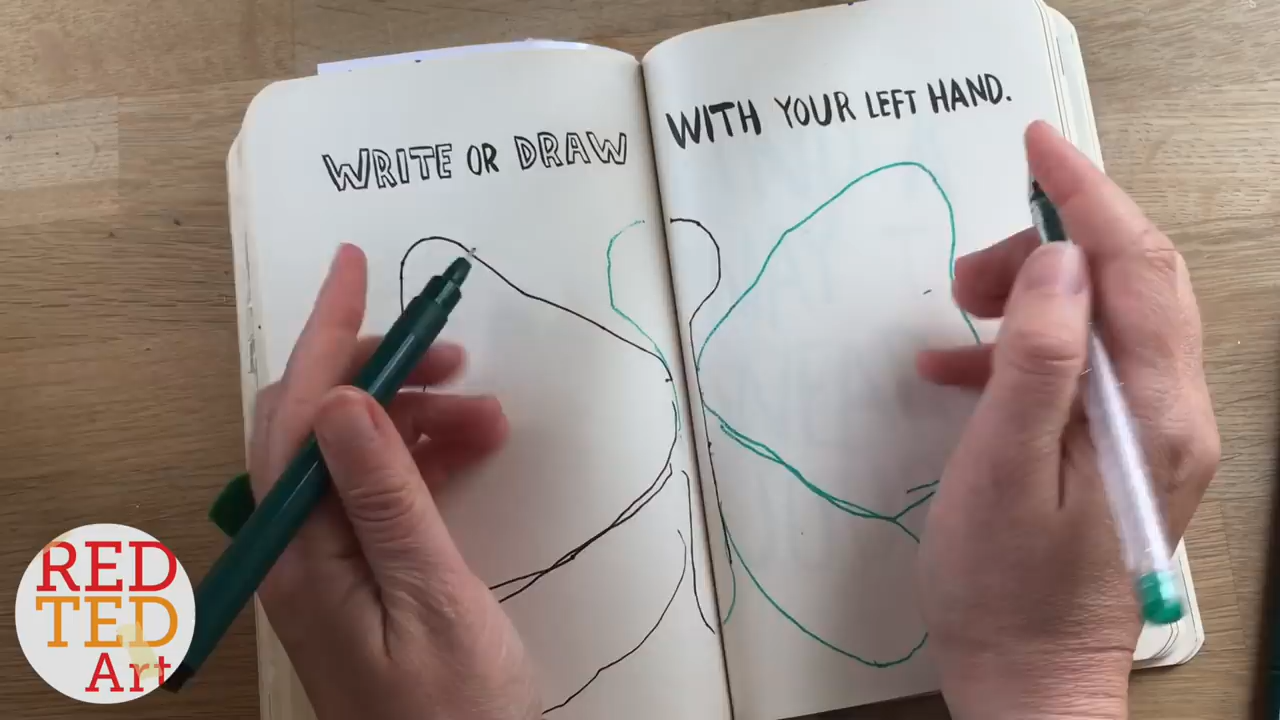 WRITE OR DRAW
WITH YOUR LEFT HAND.
RED
TED
Art